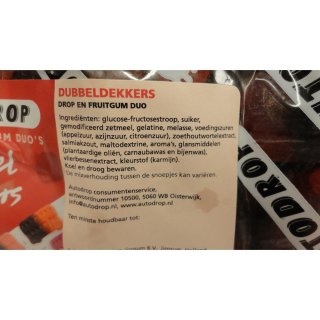 DUBBELDEKKERS
DROP EN FRUITGUM DUO
Ingrediënten: glucose-fructosestroop, suiker,
gemodificeerd zetmeel, gelatine, melasse, voedingszuren
(appelzuur, azijnzuur, citroenzuur), zoethoutwortelextract,
salmiakzout, maltodextrine, aroma's, glansmiddelen
(plantaardige oliën, carnaubawas en bijenwas),
vlierbessenextract, kleurstof (karmijn).
Koel en droog bewaren.
De mixverhouding tussen de snoepjes kan variëren.
Autodrop consumentenservice,
antwoordnummer 10500, 5060 WB Oisterwijk,
info@autodrop.nl www.autodrop.nl
Ten minste houdbaar tot:
ROP
UM DUO'S
AUTODROP